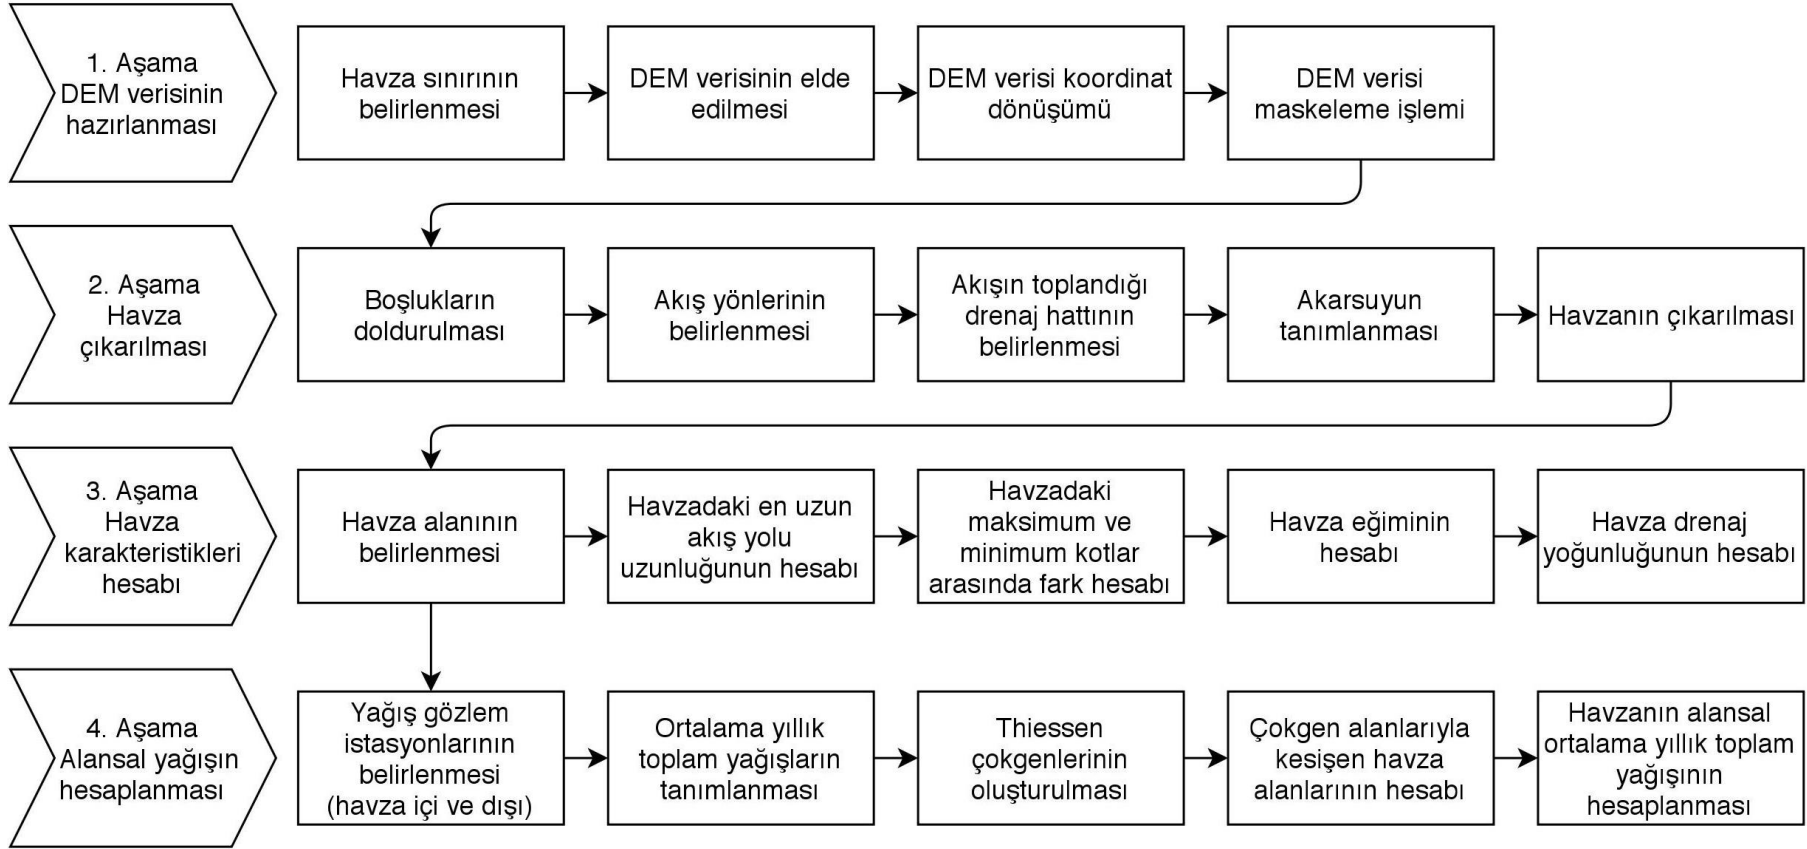 1. Aşama
DEM verisinin
hazırlanması
Havza sınırının
belirlenmesi
DEM verisinin elde
edilmesi
DEM verisi koordinat
dönüşümü
DEM verisi
maskeleme işlemi
2. Aşama
Havza
çıkarılması
Boşlukların
doldurulması
Akış yönlerinin
belirlenmesi
Akışın toplandığı
drenaj hattının
belirlenmesi
Akarsuyun
tanımlanması
Havzanın çıkarılması
3. Aşama
Havza
karakteristikleri
hesabı
Havza alanının
belirlenmesi
Havzadaki en uzun
akış yolu
uzunluğunun hesabı
Havzadaki
maksimum ve
minimum kotlar
arasında fark hesabı
Havza eğiminin
hesabı
Havza drenaj
yoğunluğunun hesabı
4. Aşama
Alansal yağışın
hesaplanması
Yağış gözlem
istasyonlarının
belirlenmesi
(havza içi ve dışı)
Ortalama yıllık
toplam yağışların
tanımlanması
Thiessen
çokgenlerinin
oluşturulması
Çokgen alanlarıyla
kesişen havza
alanlarının hesabı
Havzanın alansal
ortalama yıllık toplam
yağışının
hesaplanması